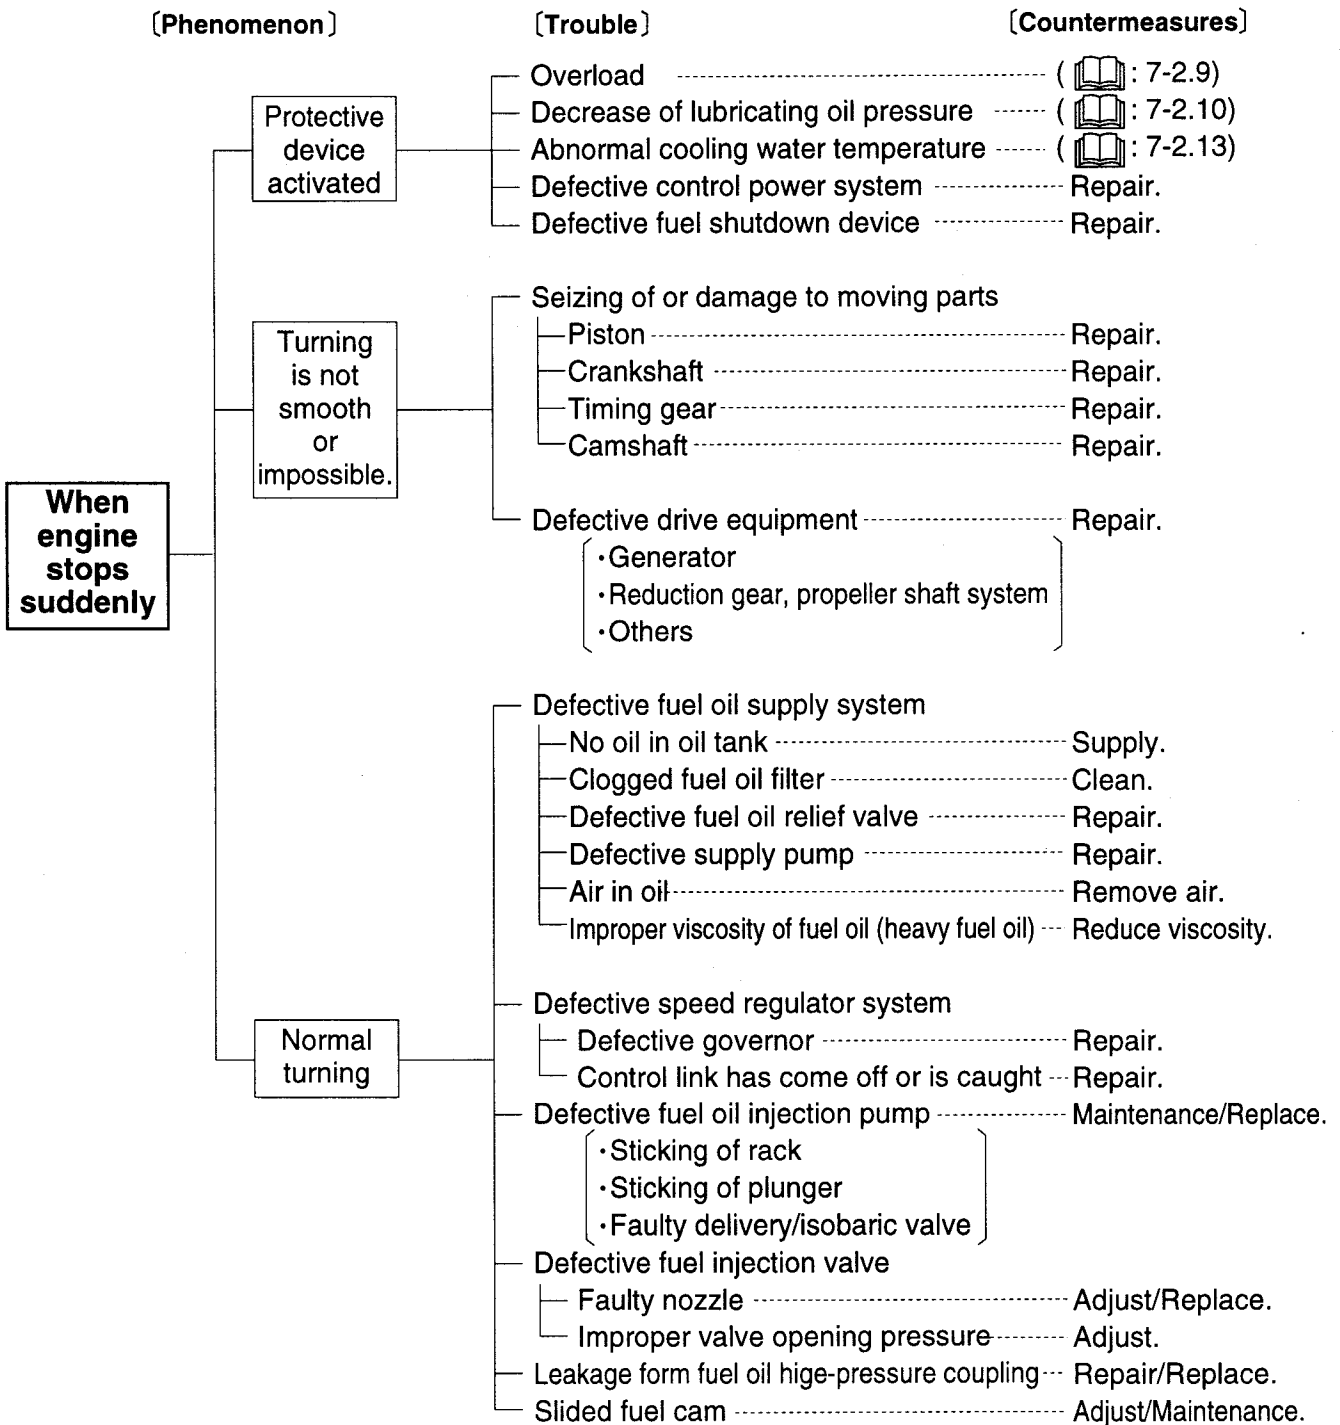 〔Phenomenon〕 〔Trouble〕 〔Countermeasures〕
Overload ( : 7-2.9)
Decrease of lubricating oil pressure ( : 7-2.10)
Abnormal cooling water temperature ( : 7-2.13)
Defective control power system Repair.
Defective fuel shutdown device Repair.
Protective
device
activated
Seizing of or damage to moving parts
Piston Repair.
Crankshaft Repair.
Timing gear Repair.
Camshaft Repair.
Turning
is not
smooth
or
impossible.
When
engine
stops
suddenly
Defective drive equipment Repair.
・Generator
・Reduction gear, propeller shaft system
・Others
Defective fuel oil supply system
No oil in oil tank Supply.
Clogged fuel oil filter Clean.
Defective fuel oil relief valve Repair.
Defective supply pump Repair.
Air in oil Remove air.
Improper viscosity of fuel oil (heavy fuel oil) Reduce viscosity.
Defective speed regulator system
Defective governor Repair.
Control link has come off or is caught Repair.
Normal
turning
Defective fuel oil injection pump Maintenance/Replace.
・Sticking of rack
・Sticking of plunger
・Faulty delivery/isobaric valve
Defective fuel injection valve
Faulty nozzle Adjust/Replace.
Improper valve opening pressure Adjust.
Leakage form fuel oil hige-pressure coupling Repair/Replace.
Slided fuel cam Adjust/Maintenance.